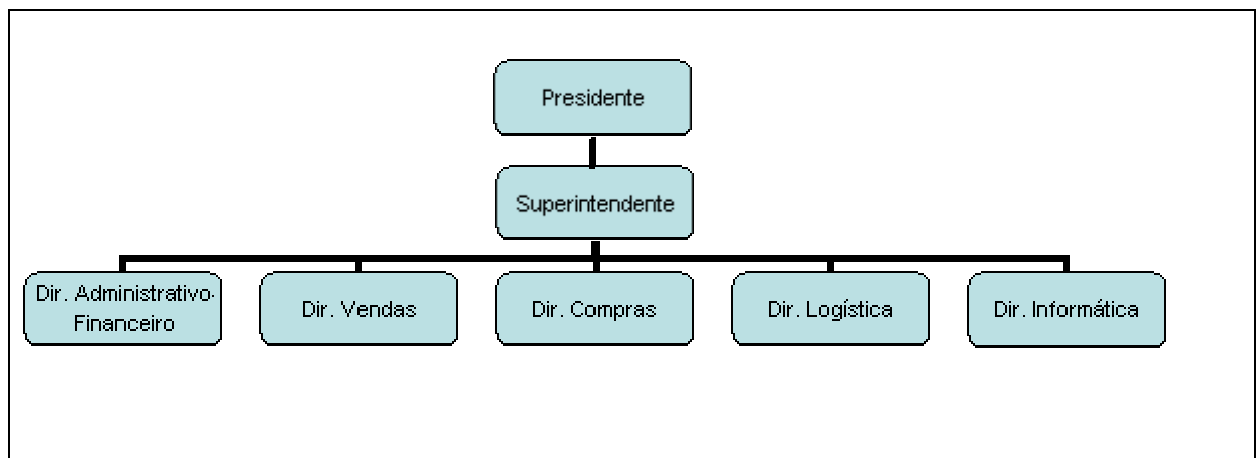 Presidente
Superintendente
Dir. Administrativo-
Financeiro
Dir. Vendas
Dir. Compras
Dir. Logística
Dir. Informática